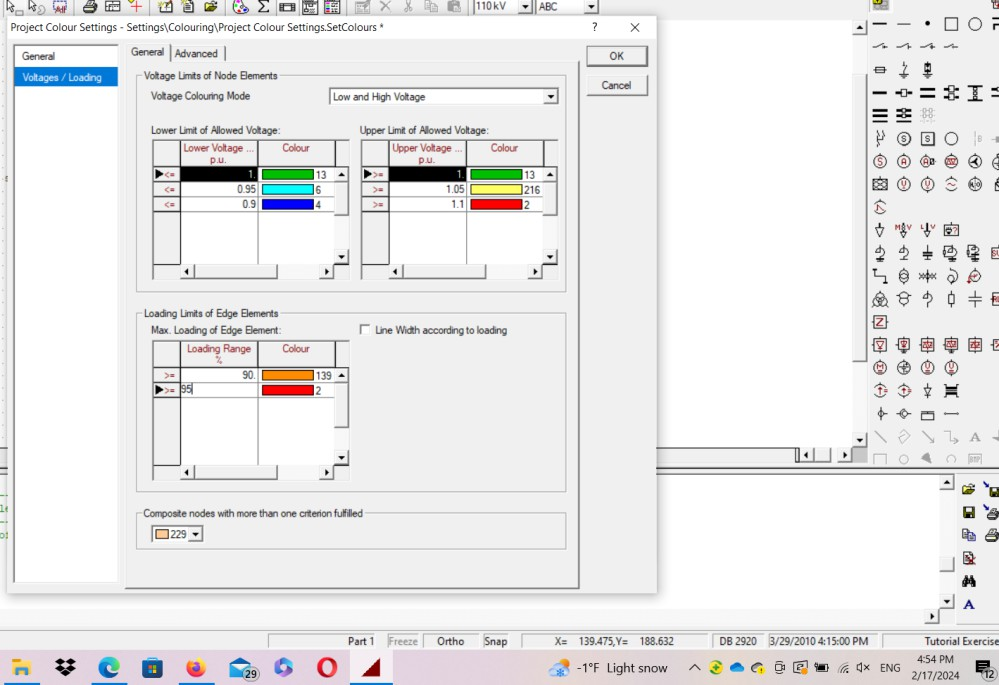 110 kV ABC
Project Colour Settings - Settings\Colouring\Project Colour Settings.SetColours * ?
General
Voltages / Loading
General Advanced
OK
Cancel
Voltage Limits of Node Elements
Voltage Colouring Mode Low and High Voltage
Lower Limit of Allowed Voltage: Upper Limit of Allowed Voltage:
Lower Voltage ... Colour Upper Voltage ... Colour
p.u. p.u.
<= 1. 13 >= 1. 13
<= 0.95 6 >= 1.05 216
<= 0.9 4 >= 1.1 2
Loading Limits of Edge Elements
Max. Loading of Edge Element: Line Width according to loading
Loading Range Colour
%
>= 90. 139
>= 95 2
Composite nodes with more than one criterion fulfilled
229
Part 1 Freeze Ortho Snap X= 139.475,Y= 188.632 DB 2920 3/29/2010 4:15:00 PM Tutorial Exercise
29 -1°F Light snow ENG 4:54 PM
2/17/2024 12